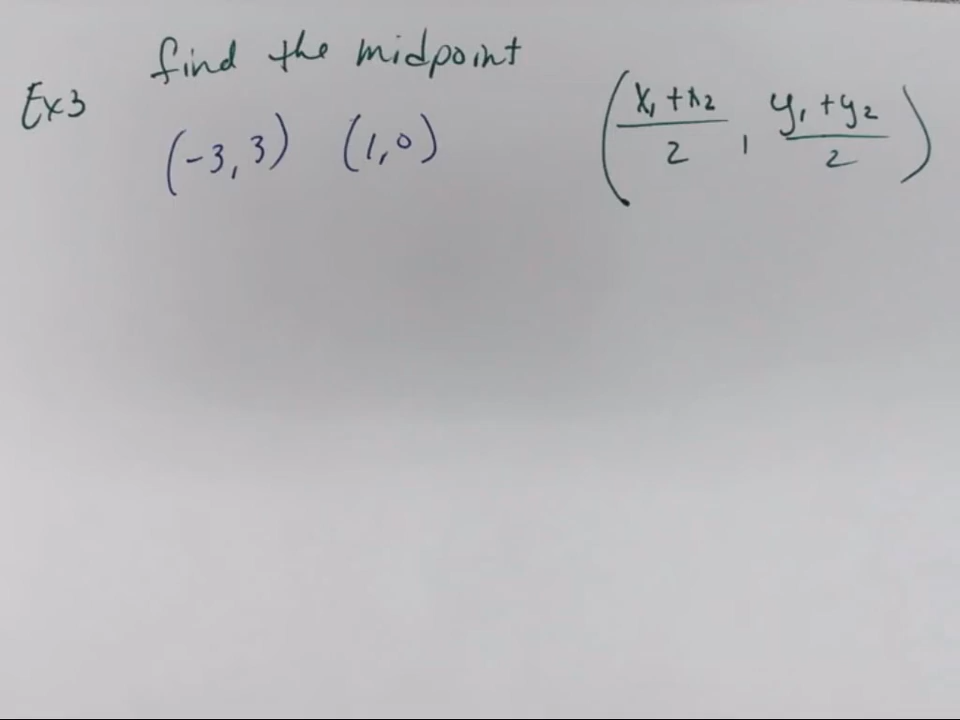 find the midpoint
Ex3
(-3, 3) (1, 0)
(x₁ + x₂ / 2 , y₁ + y₂ / 2)